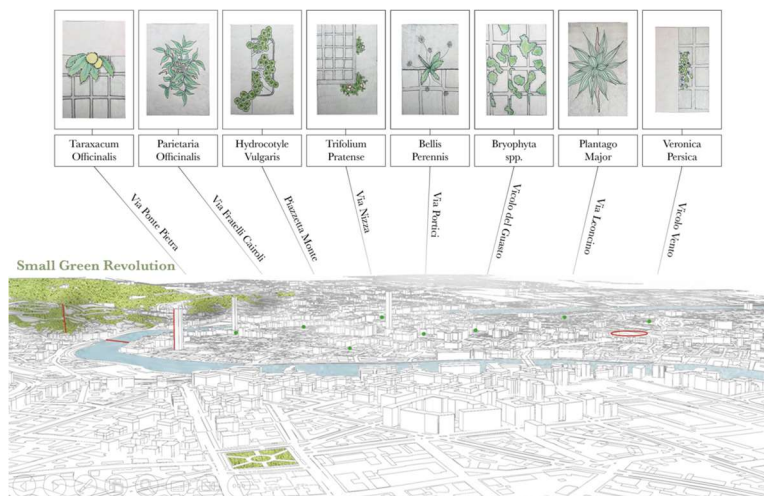 Taraxacum
Officinalis
Parietaria
Officinalis
Hydrocotyle
Vulgaris
Trifolium
Pratense
Bellis
Perennis
Bryophyta
spp.
Plantago
Major
Veronica
Persica
Via Ponte Pietra
Via Fratelli Cairoli
Piazzetta Monte
Via Nizza
Via Portici
Vicolo del Guasto
Via Leoncino
Vicolo Vento
Small Green Revolution